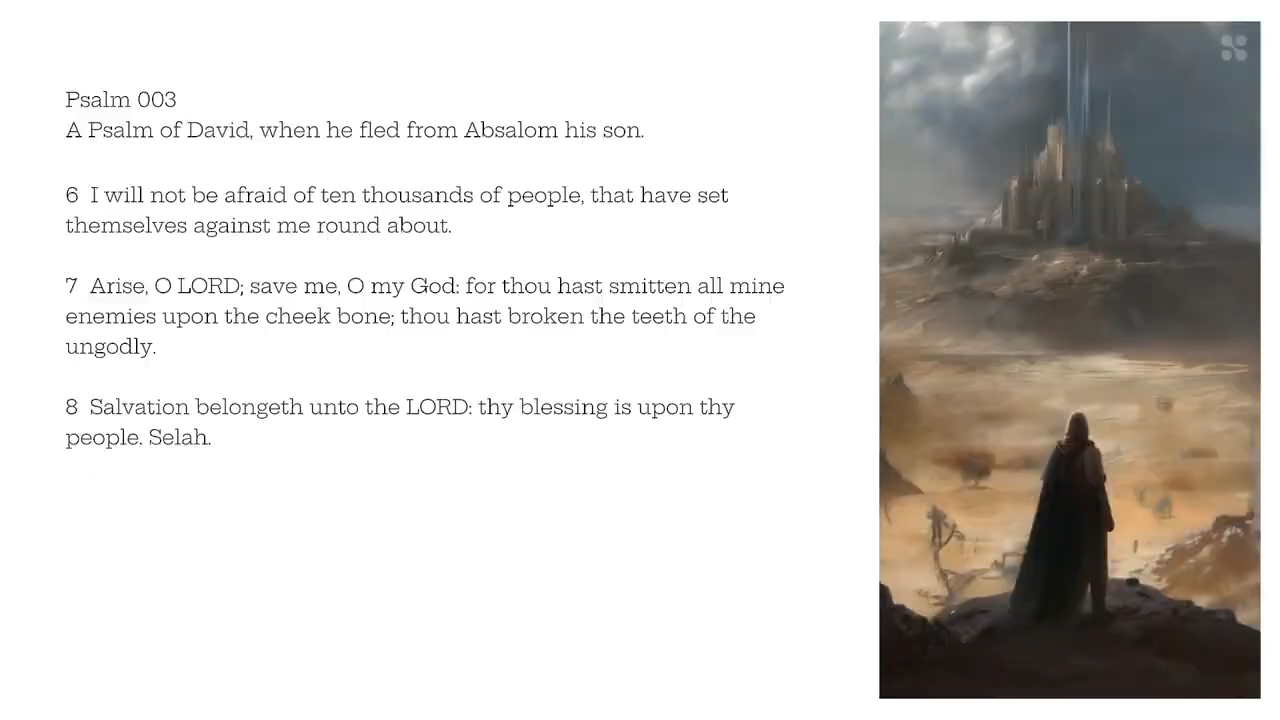 Psalm 003
A Psalm of David, when he fled from Absalom his son.
6 I will not be afraid of ten thousands of people, that have set
themselves against me round about.
7 Arise, O LORD; save me, O my God: for thou hast smitten all mine
enemies upon the cheek bone; thou hast broken the teeth of the
ungodly.
8 Salvation belongeth unto the LORD: thy blessing is upon thy
people. Selah.